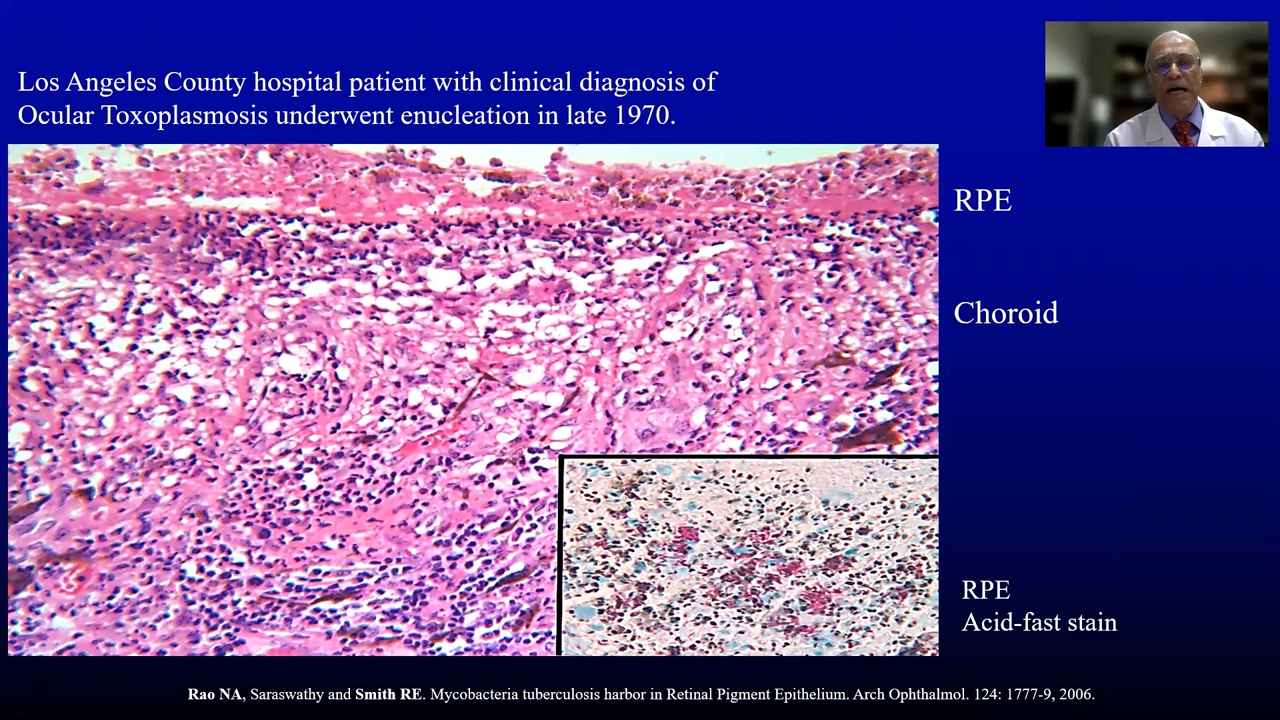 Los Angeles County hospital patient with clinical diagnosis of
Ocular Toxoplasmosis underwent enucleation in late 1970.
RPE
Choroid
RPE
Acid-fast stain
Rao NA, Saraswathy and Smith RE. Mycobacteria tuberculosis harbor in Retinal Pigment Epithelium. Arch Ophthalmol. 124: 1777-9, 2006.